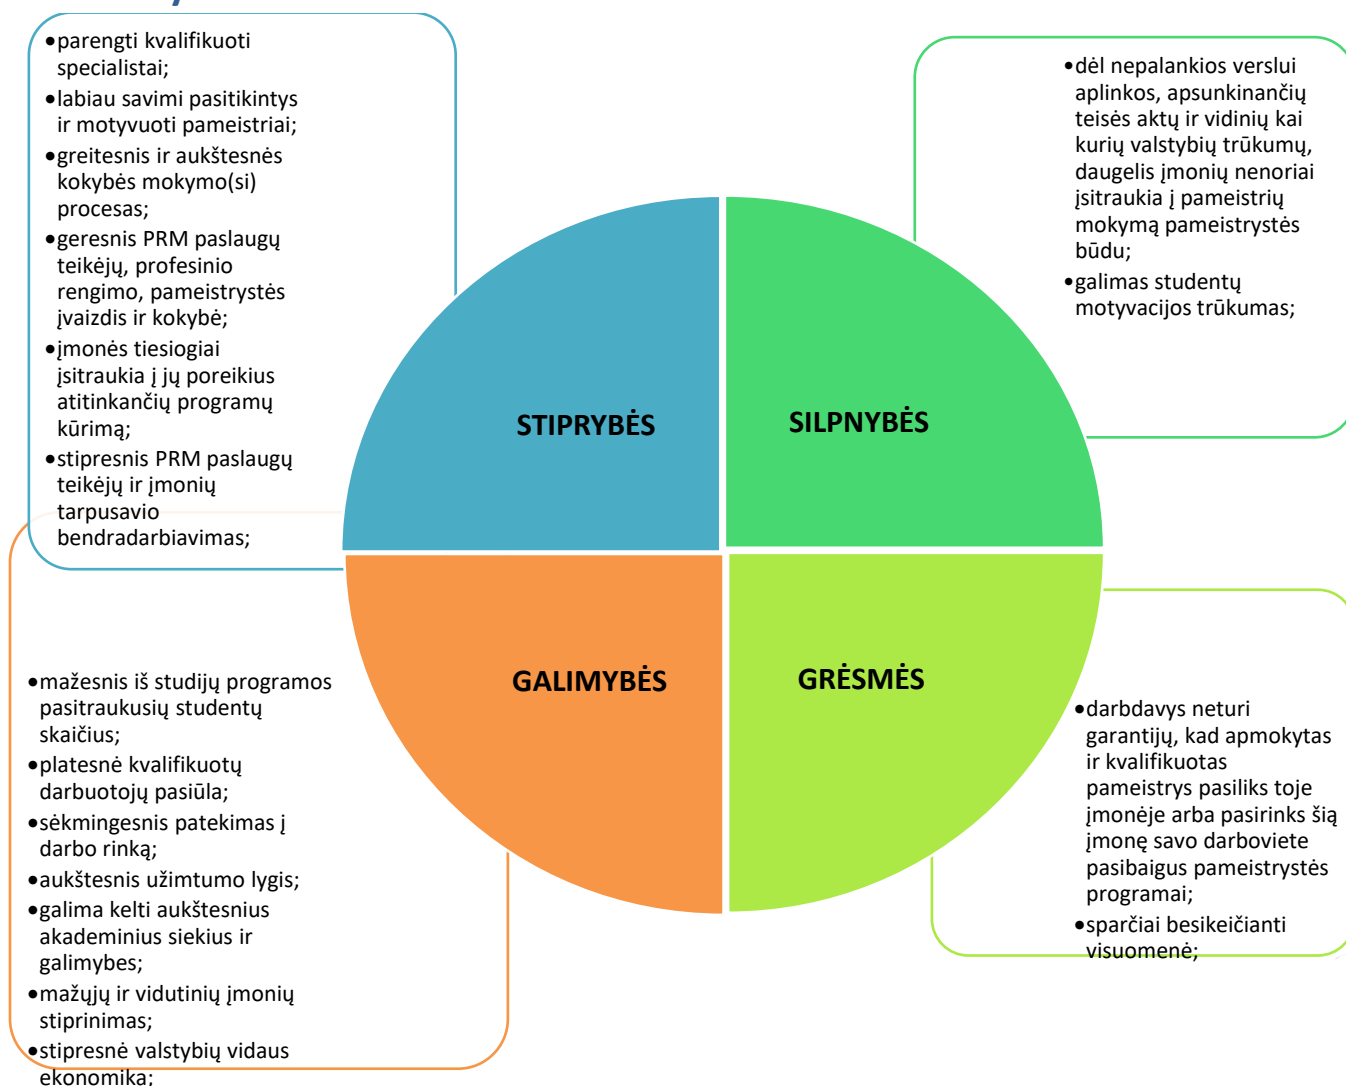 •parengti kvalifikuoti
specialistai;
•labiau savimi pasitikintys
ir motyvuoti pameistriai;
•greitesnis ir aukštesnės
kokybės mokymo(si)
procesas;
•geresnis PRM paslaugų
teikėjų, profesinio
rengimo, pameistrystės
įvaizdis ir kokybė;
•įmonės tiesiogiai
įsitraukia į jų poreikius
atitinkančių programų
kūrimą;
•stipresnis PRM paslaugų
teikėjų ir įmonių
tarpusavio
bendradarbiavimas;
•dėl nepalankios verslui
aplinkos, apsunkinančių
teisės aktų ir vidinių kai
kurių valstybių trūkumų,
daugelis įmonių nenoriai
įsitraukia į pameistrių
mokymą pameistrystės
būdu;
•galimas studentų
motyvacijos trūkumas;
STIPRYBĖS
SILPNYBĖS
GALIMYBĖS
GRĖSMĖS
•mažesnis iš studijų programos
pasitraukusių studentų
skaičius;
•platesnė kvalifikuotų
darbuotojų pasiūla;
•sėkmingesnis patekimas į
darbo rinką;
•aukštesnis užimtumo lygis;
•galima kelti aukštesnius
akademinius siekius ir
galimybes;
•mažųjų ir vidutinių įmonių
stiprinimas;
•stipresnė valstybių vidaus
ekonomika;
•darbdavys neturi
garantijų, kad apmokytas
ir kvalifikuotas
pameistrys pasiliks toje
įmonėje arba pasirinks šią
įmonę savo darboviete
pasibaigus pameistrystės
programai;
•sparčiai besikeičianti
visuomenė;